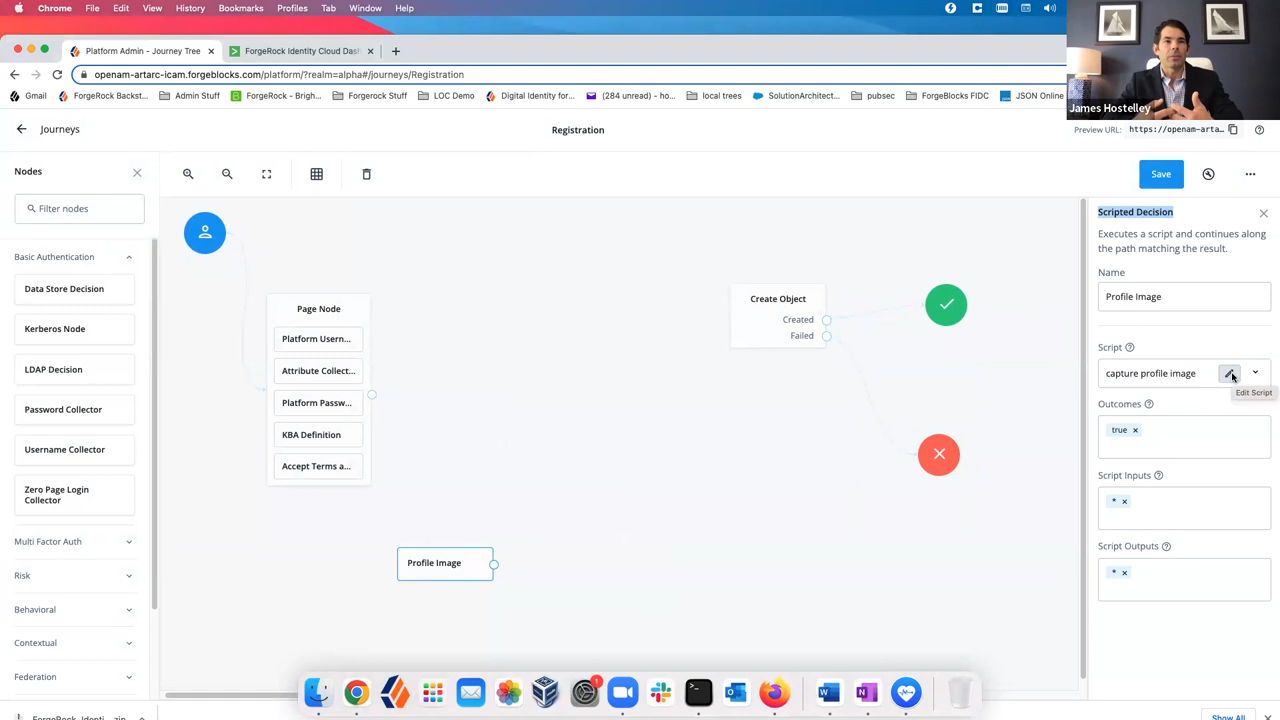 Chrome File Edit View History Bookmarks Profiles Tab Window Help
Platform Admin - Journey Tree
ForgeRock Identity Cloud Das
openam-artarc-icam.forgeblocks.com/platform/?realm=alpha#/journeys/Registration
Gmail
ForgeRock Backst...
Admin Stuff
ForgeRock - Brigh...
Forgerock Stuff
LOC Demo
Digital Identity for...
(284 unread) - ho...
local trees
SolutionArchitect...
pubsec
ForgeBlocks FIDC
JSON Online
James Hostelley
Journeys
Registration
Preview URL: https://openam-arta...
Nodes
Filter nodes
Basic Authentication
Data Store Decision
Kerberos Node
LDAP Decision
Password Collector
Username Collector
Zero Page Login
Collector
Multi Factor Auth
Risk
Behavioral
Contextual
Federation
Page Node
Platform Usern...
Attribute Collect...
Platform Passw...
KBA Definition
Accept Terms a...
Profile Image
Create Object
Created
Failed
Save
Scripted Decision
Executes a script and continues along
the path matching the result.
Name
Profile Image
Script
capture profile image
Edit Script
Outcomes
true ×
Script Inputs
* ×
Script Outputs
* ×
1
ForgeRock_Identi....zip
Show All